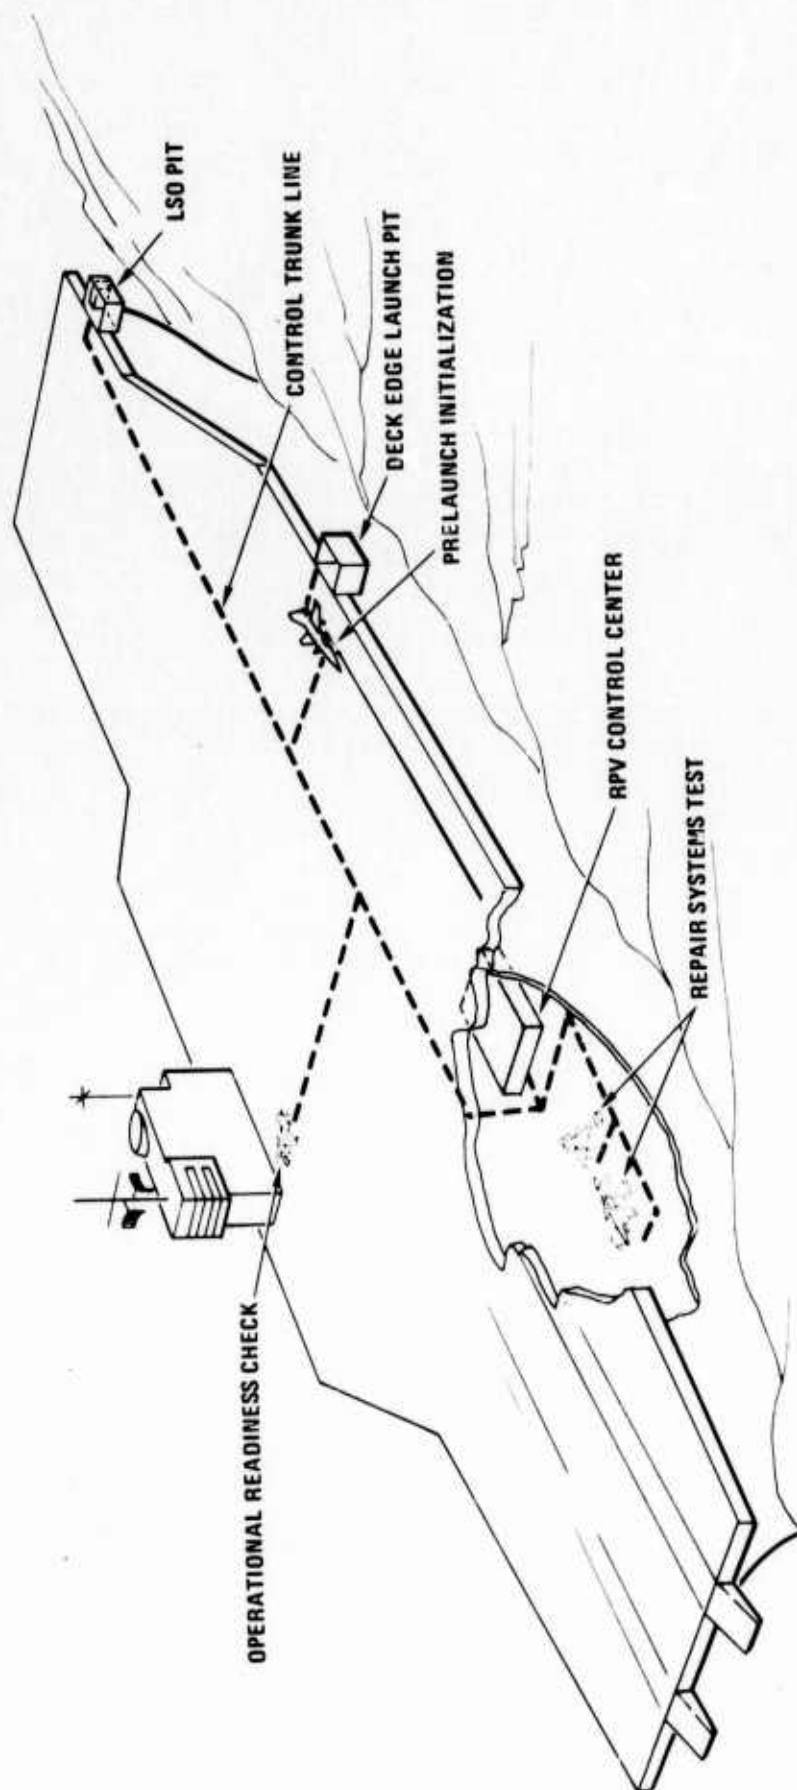 LSO PIT
CONTROL TRUNK LINE
DECK EDGE LAUNCH PIT
PRELAUNCH INITIALIZATION
RPV CONTROL CENTER
REPAIR SYSTEMS TEST
OPERATIONAL READINESS CHECK